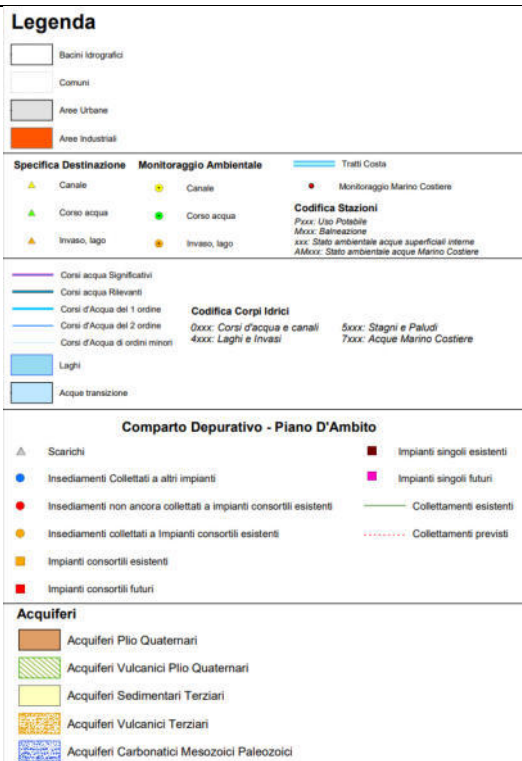 Legenda
Bacini Idrografici
Comuni
Aree Urbane
Aree Industriali
Specifica Destinazione
Canale
Corso acqua
Invaso, lago
Monitoraggio Ambientale
Canale
Corso acqua
Invaso, lago
Tratti Costa
Monitoraggio Marino Costiere
Codifica Stazioni
Pxxx: Uso Potabile
Mxxx: Balneazione
xxx: Stato ambientale acque superficiali interne
AMxxx: Stato ambientale acque Marino Costiere
Corsi acqua Significativi
Corsi acqua Rilevanti
Corsi d'Acqua del 1 ordine
Corsi d'Acqua del 2 ordine
Corsi d'Acqua di ordini minori
Laghi
Acque transizione
Codifica Corpi Idrici
0xxx: Corsi d'acqua e canali
4xxx: Laghi e Invasi
5xxx: Stagni e Paludi
7xxx: Acque Marino Costiere
Comparto Depurativo - Piano D'Ambito
Scarichi
Insediamenti Collettati a altri impianti
Insediamenti non ancora collettati a impianti consortili esistenti
Insediamenti collettati a Impianti consortili esistenti
Impianti consortili esistenti
Impianti consortili futuri
Impianti singoli esistenti
Impianti singoli futuri
Collettamenti esistenti
Collettamenti previsti
Acquiferi
Acquiferi Plio Quaternari
Acquiferi Vulcanici Plio Quaternari
Acquiferi Sedimentari Terziari
Acquiferi Vulcanici Terziari
Acquiferi Carbonatici Mesozoici Paleozoici